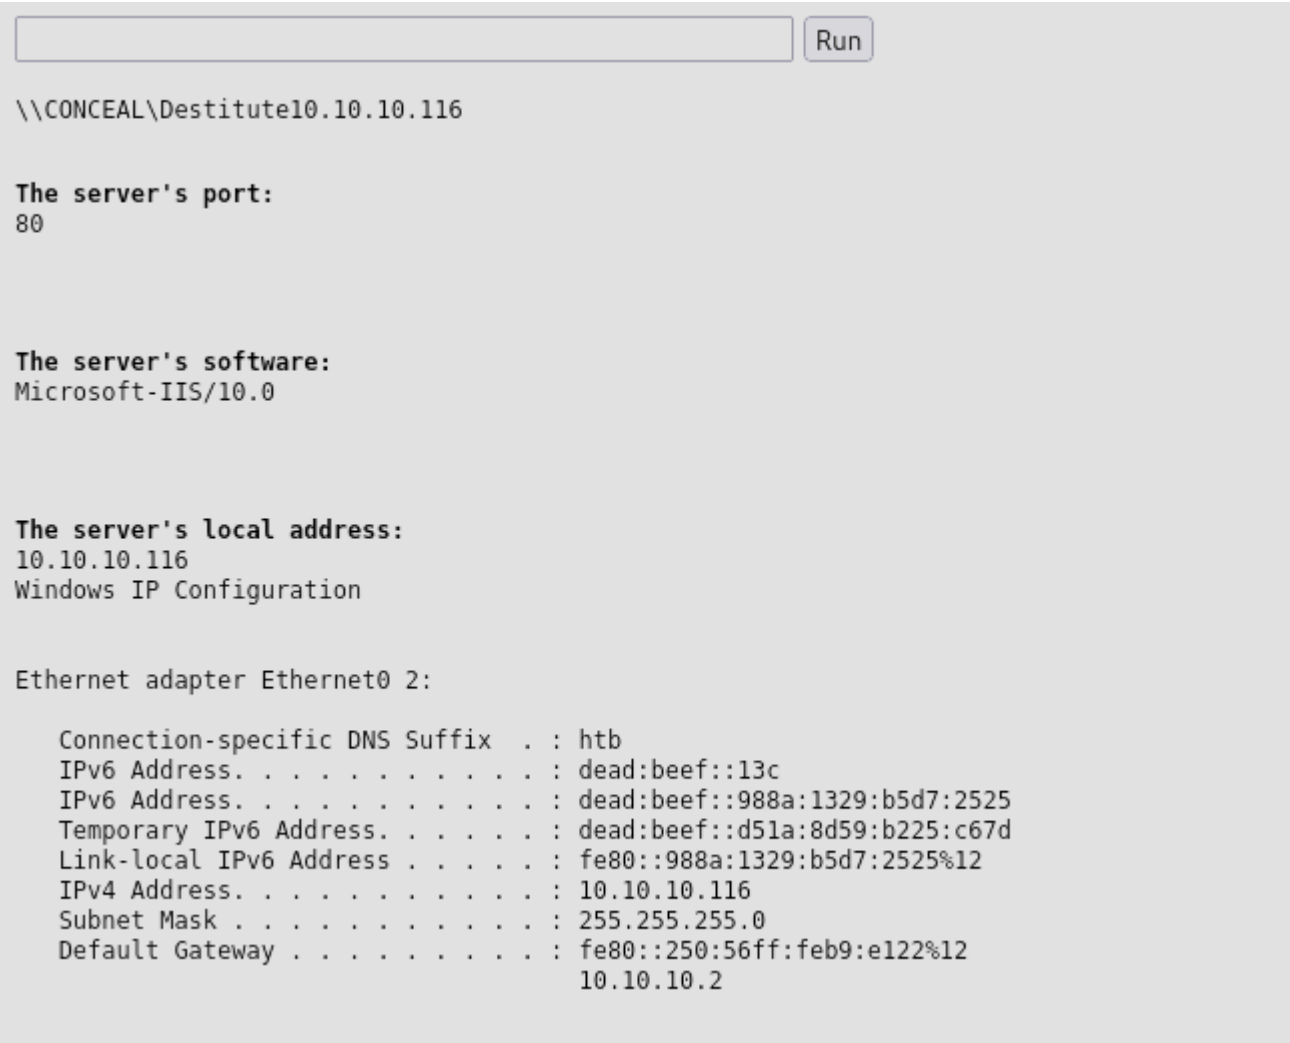 Run
\\CONCEAL\Destitute10.10.10.116
The server's port:
80
The server's software:
Microsoft-IIS/10.0
The server's local address:
10.10.10.116
Windows IP Configuration
Ethernet adapter Ethernet0 2:
Connection-specific DNS Suffix  . : htb
IPv6 Address. . . . . . . . . . . : dead:beef::13c
IPv6 Address. . . . . . . . . . . : dead:beef::988a:1329:b5d7:2525
Temporary IPv6 Address. . . . . . : dead:beef::d51a:8d59:b225:c67d
Link-local IPv6 Address . . . . . : fe80::988a:1329:b5d7:2525%12
IPv4 Address. . . . . . . . . . . : 10.10.10.116
Subnet Mask . . . . . . . . . . . : 255.255.255.0
Default Gateway . . . . . . . . . : fe80::250:56ff:feb9:e122%12
10.10.10.2